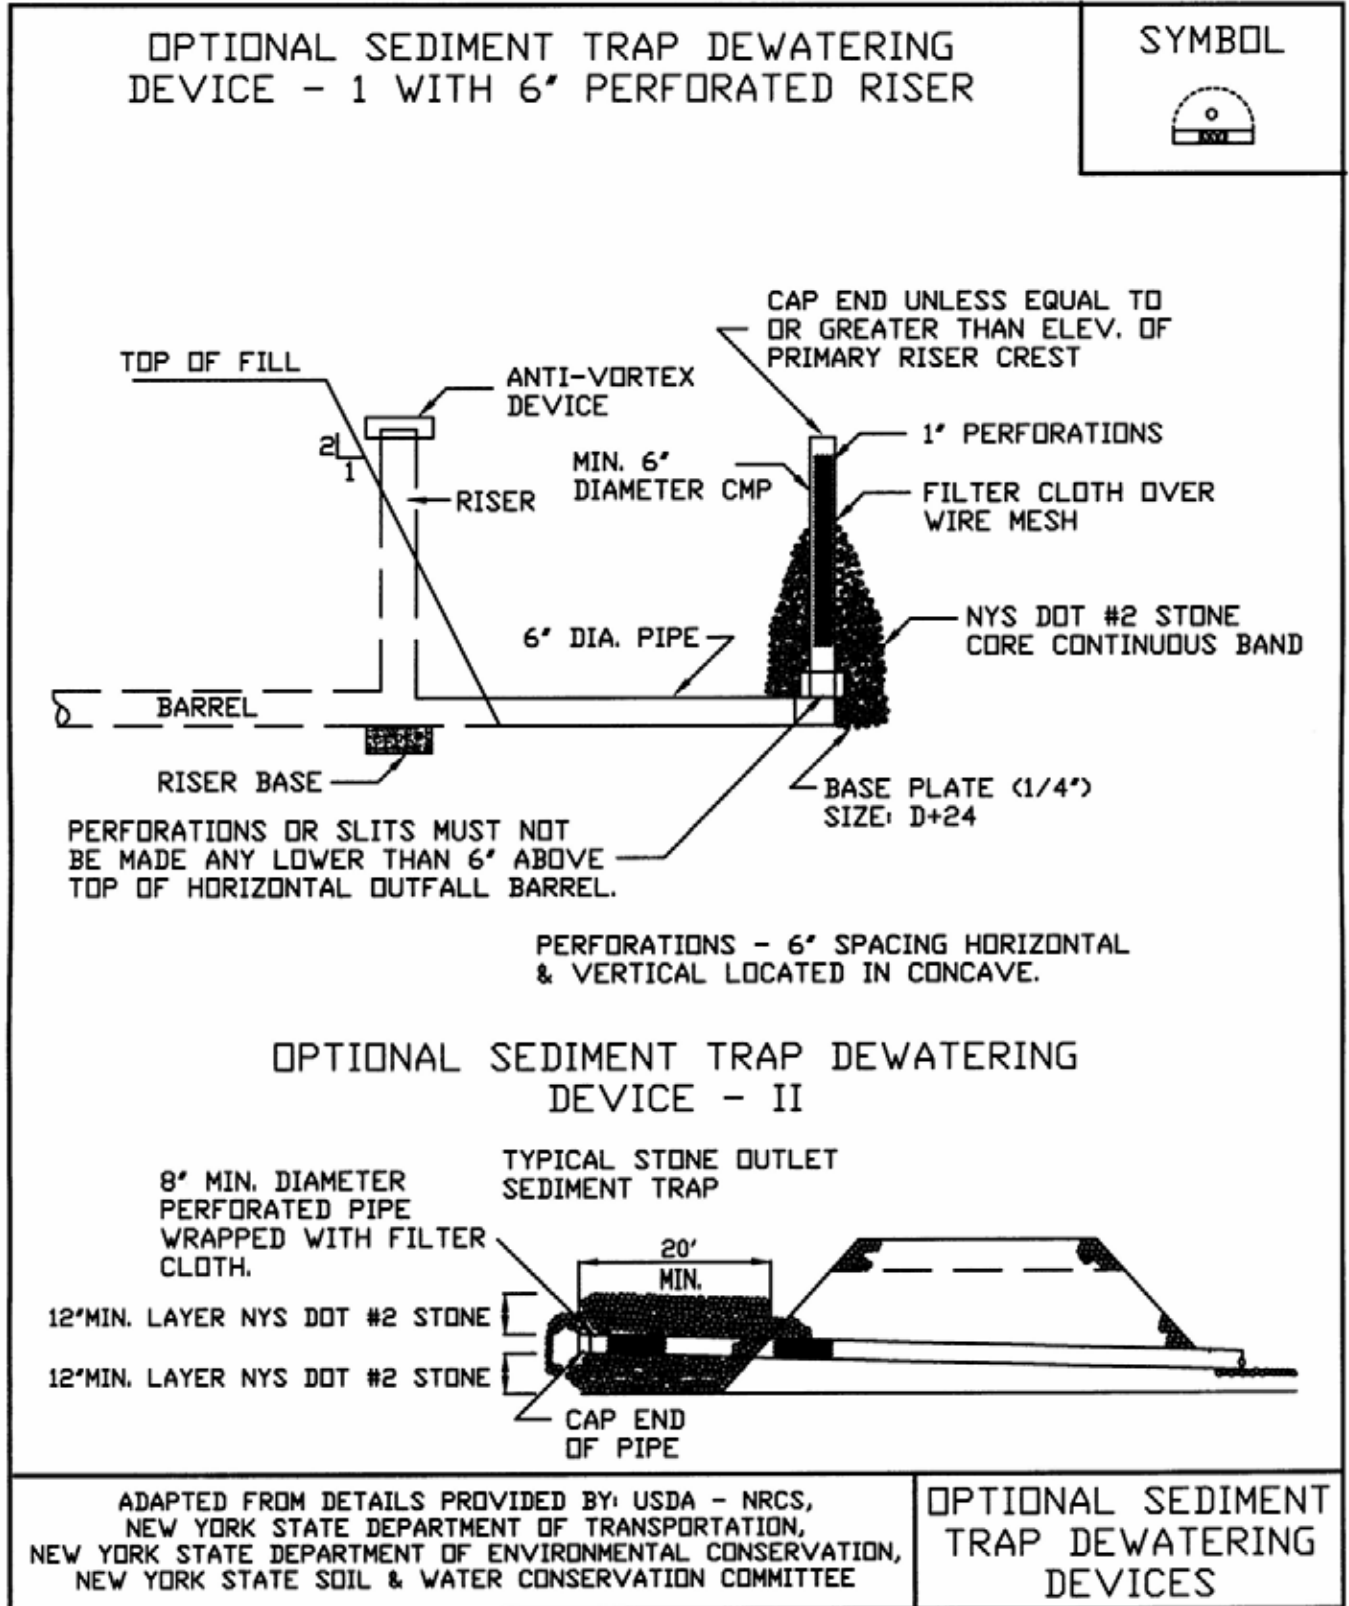 OPTIONAL SEDIMENT TRAP DEWATERING
DEVICE - 1 WITH 6" PERFORATED RISER
SYMBOL
CAP END UNLESS EQUAL TO
OR GREATER THAN ELEV. OF
PRIMARY RISER CREST
TOP OF FILL
ANTI-VORTEX
DEVICE
2
1
1" PERFORATIONS
MIN. 6"
DIAMETER CMP
RISER
FILTER CLOTH OVER
WIRE MESH
NYS DOT #2 STONE
CORE CONTINUOUS BAND
6" DIA. PIPE
BARREL
RISER BASE
BASE PLATE (1/4")
SIZE: D+24
PERFORATIONS OR SLITS MUST NOT
BE MADE ANY LOWER THAN 6" ABOVE
TOP OF HORIZONTAL OUTFALL BARREL.
PERFORATIONS - 6" SPACING HORIZONTAL
& VERTICAL LOCATED IN CONCAVE.
OPTIONAL SEDIMENT TRAP DEWATERING
DEVICE - II
TYPICAL STONE OUTLET
SEDIMENT TRAP
8" MIN. DIAMETER
PERFORATED PIPE
WRAPPED WITH FILTER
CLOTH.
20'
MIN.
12"MIN. LAYER NYS DOT #2 STONE
12"MIN. LAYER NYS DOT #2 STONE
CAP END
OF PIPE
ADAPTED FROM DETAILS PROVIDED BY: USDA - NRCS,
NEW YORK STATE DEPARTMENT OF TRANSPORTATION,
NEW YORK STATE DEPARTMENT OF ENVIRONMENTAL CONSERVATION,
NEW YORK STATE SOIL & WATER CONSERVATION COMMITTEE
OPTIONAL SEDIMENT
TRAP DEWATERING
DEVICES